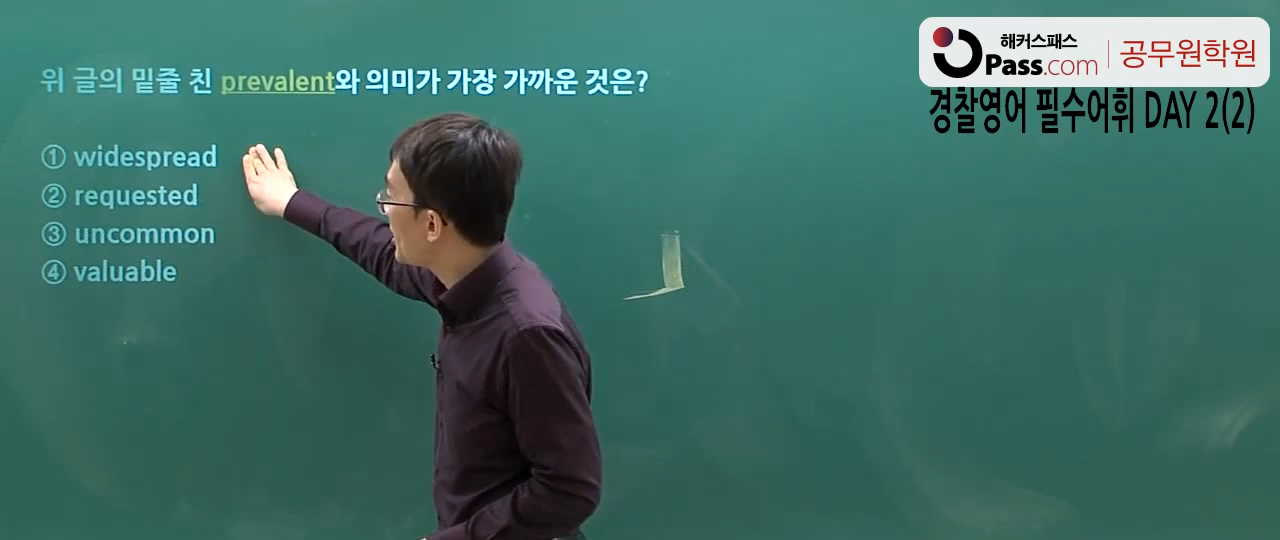 해커스패스
Pass.com
공무원학원
경찰영어 필수어휘 DAY 2(2)
위 글의 밑줄 친 prevalent와 의미가 가장 가까운 것은?
① widespread
② requested
③ uncommon
④ valuable